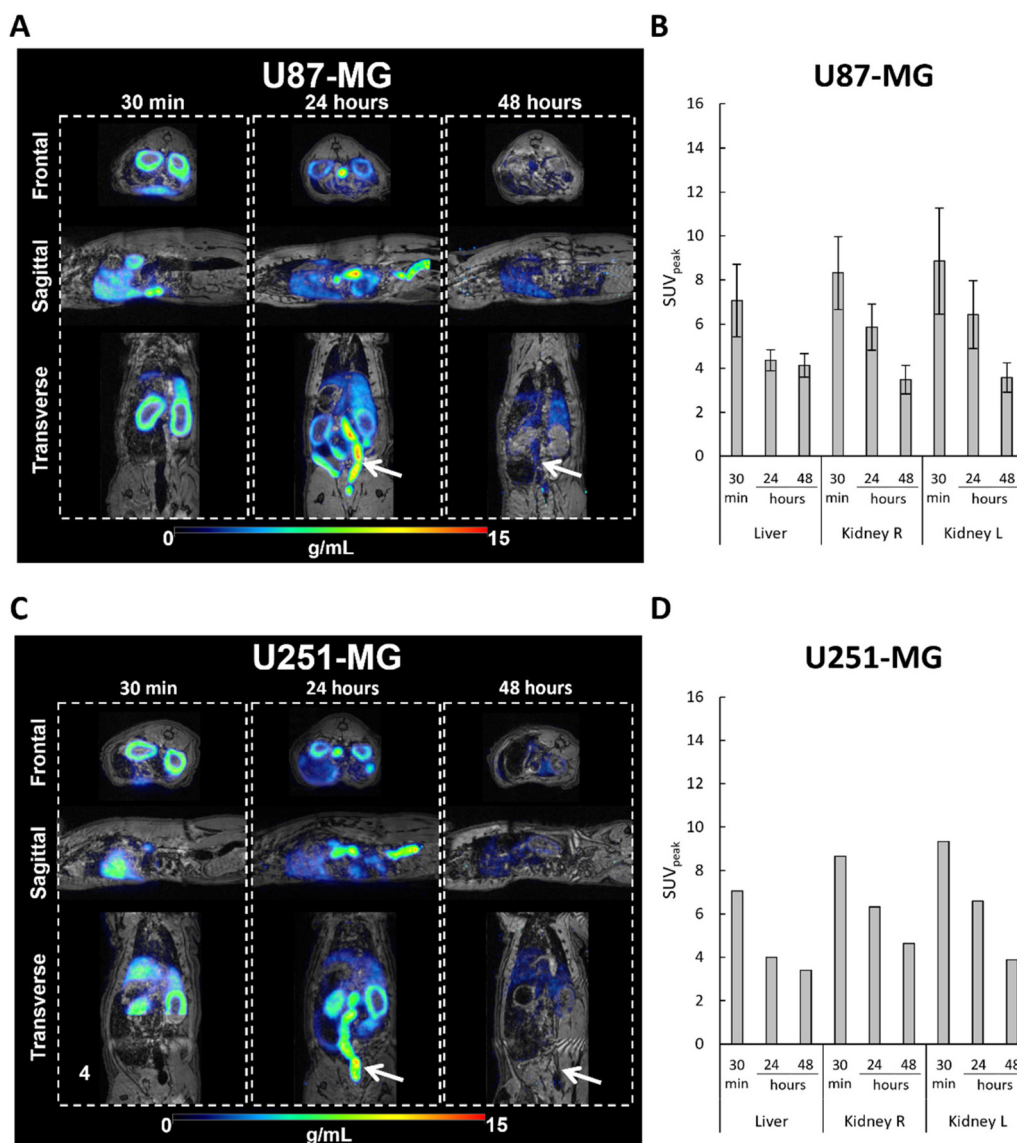 A
U87-MG
30 min 24 hours 48 hours
Frontal
Sagittal
Transverse
0 15
g/mL
B
U87-MG
16
14
12
10
8
6
4
2
0
SUVpeak
30 24 48 30 24 48 30 24 48
min hours min hours min hours
Liver Kidney R Kidney L
C
U251-MG
30 min 24 hours 48 hours
Frontal
Sagittal
Transverse
4
0 15
g/mL
D
U251-MG
16
14
12
10
8
6
4
2
0
SUVpeak
30 24 48 30 24 48 30 24 48
min hours min hours min hours
Liver Kidney R Kidney L